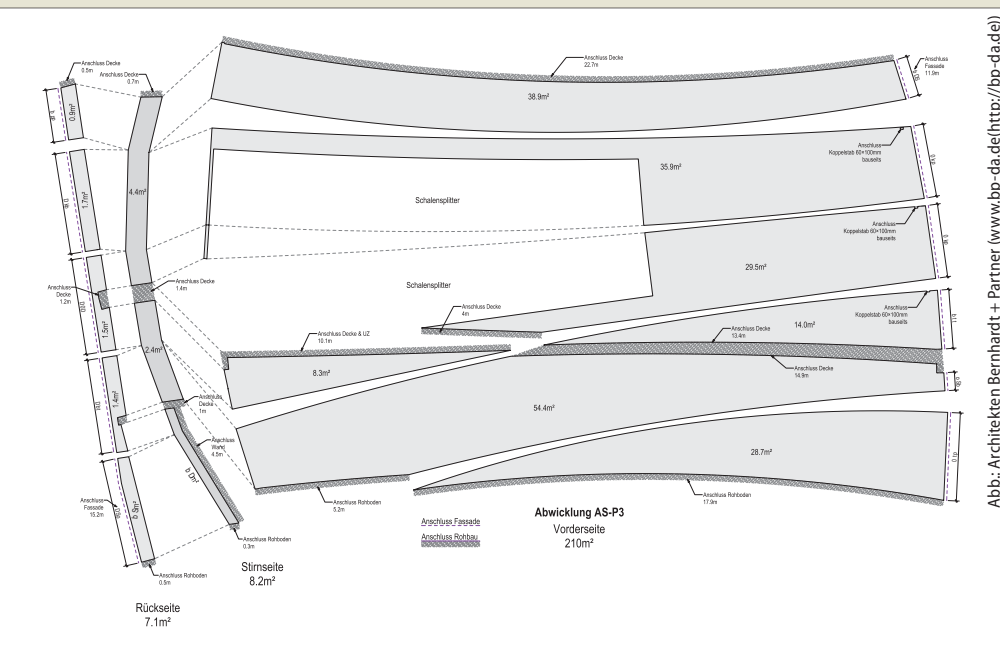 Anschluss Decke
0.5m
Anschluss Decke
0.7m
0.9m²
4.4m²
1.7m²
Anschluss
Decke
1.2m
Anschluss Decke
1.4m
1.5m²
2.4m²
1.4m²
Anschluss
Decke
1m
Anschluss
Wand
4.5m
Anschluss
Fassade
15.2m
Anschluss Rohboden
0.3m
Anschluss Rohboden
0.5m
Rückseite
7.1m²
Stirnseite
8.2m²
Anschluss Decke
22.7m
38.9m²
Anschluss
Fassade
11.9m
Anschluss
Koppelstab 60×100mm
bauseits
35.9m²
Schalensplitter
Anschluss
Koppelstab 60×100mm
bauseits
29.5m²
Schalensplitter
Anschluss Decke
4m
Anschluss
Koppelstab 60×100mm
bauseits
14.0m²
Anschluss Decke & UZ
10.1m
Anschluss Decke
13.4m
8.3m²
Anschluss Decke
14.9m
54.4m²
28.7m²
Anschluss Rohboden
5.2m
Anschluss Rohboden
17.9m
Anschluss Fassade
Anschluss Rohbau
Abwicklung AS-P3
Vorderseite
210m²
Abb.: Architekten Bernhardt + Partner (www.bp-da.de(http://bp-da.de))